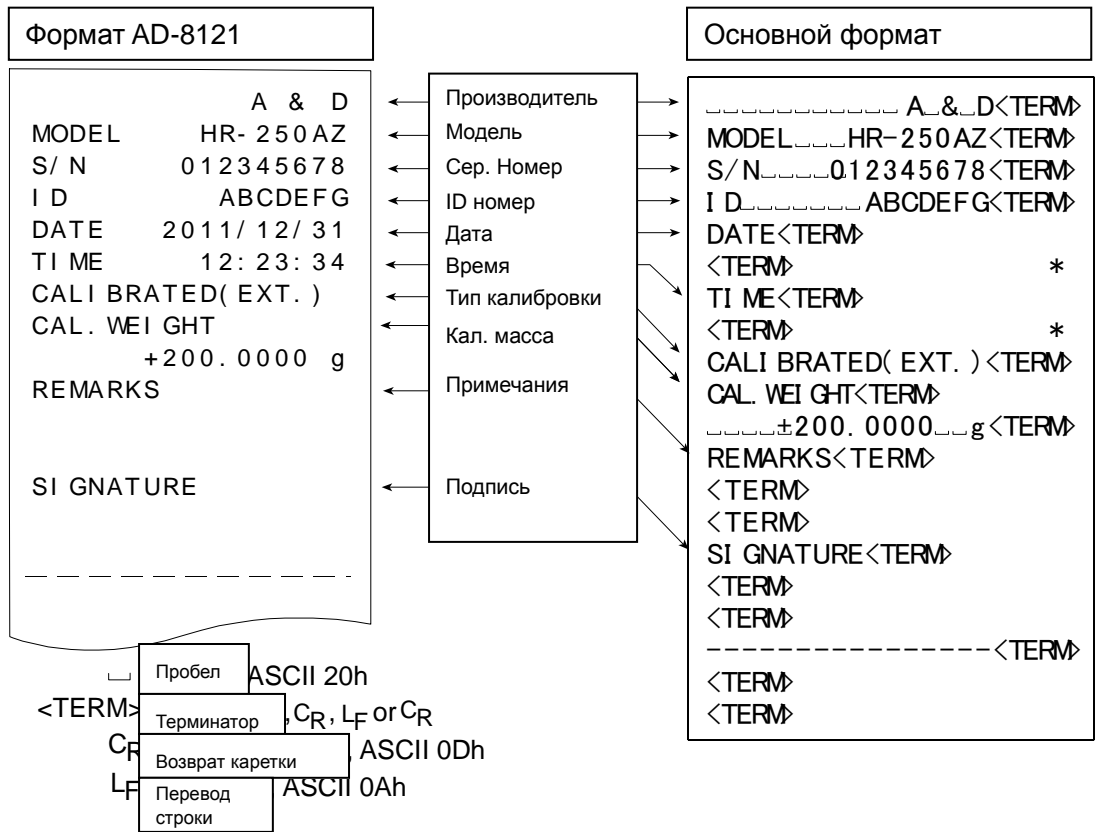 Формат AD-8121
A & D
MODEL HR-250AZ
S/N 012345678
ID ABCDEFG
DATE 2011/12/31
TIME 12:23:34
CALIBRATED(EXT.)
CAL.WEIGHT
+200.0000 g
REMARKS
SIGNATURE
Производитель
Модель
Сер. Номер
ID номер
Дата
Время
Тип калибровки
Кал. масса
Примечания
Подпись
Основной формат
␣␣␣␣␣␣␣␣␣␣␣ A␣&␣D<TERM>
MODEL␣␣␣HR-250AZ<TERM>
S/N␣␣␣␣012345678<TERM>
ID␣␣␣␣␣␣␣ABCDEFG<TERM>
DATE<TERM>
<TERM> *
TIME<TERM>
<TERM> *
CALIBRATED(EXT.)<TERM>
CAL.WEIGHT<TERM>
␣␣␣␣±200.0000␣␣g<TERM>
REMARKS<TERM>
<TERM>
<TERM>
SIGNATURE<TERM>
<TERM>
<TERM>
----------------<TERM>
<TERM>
<TERM>
␣ Пробел ASCII 20h
<TERM> Терминатор ,CR, LF or CR
CR Возврат каретки , ASCII 0Dh
LF Перевод строки ASCII 0Ah